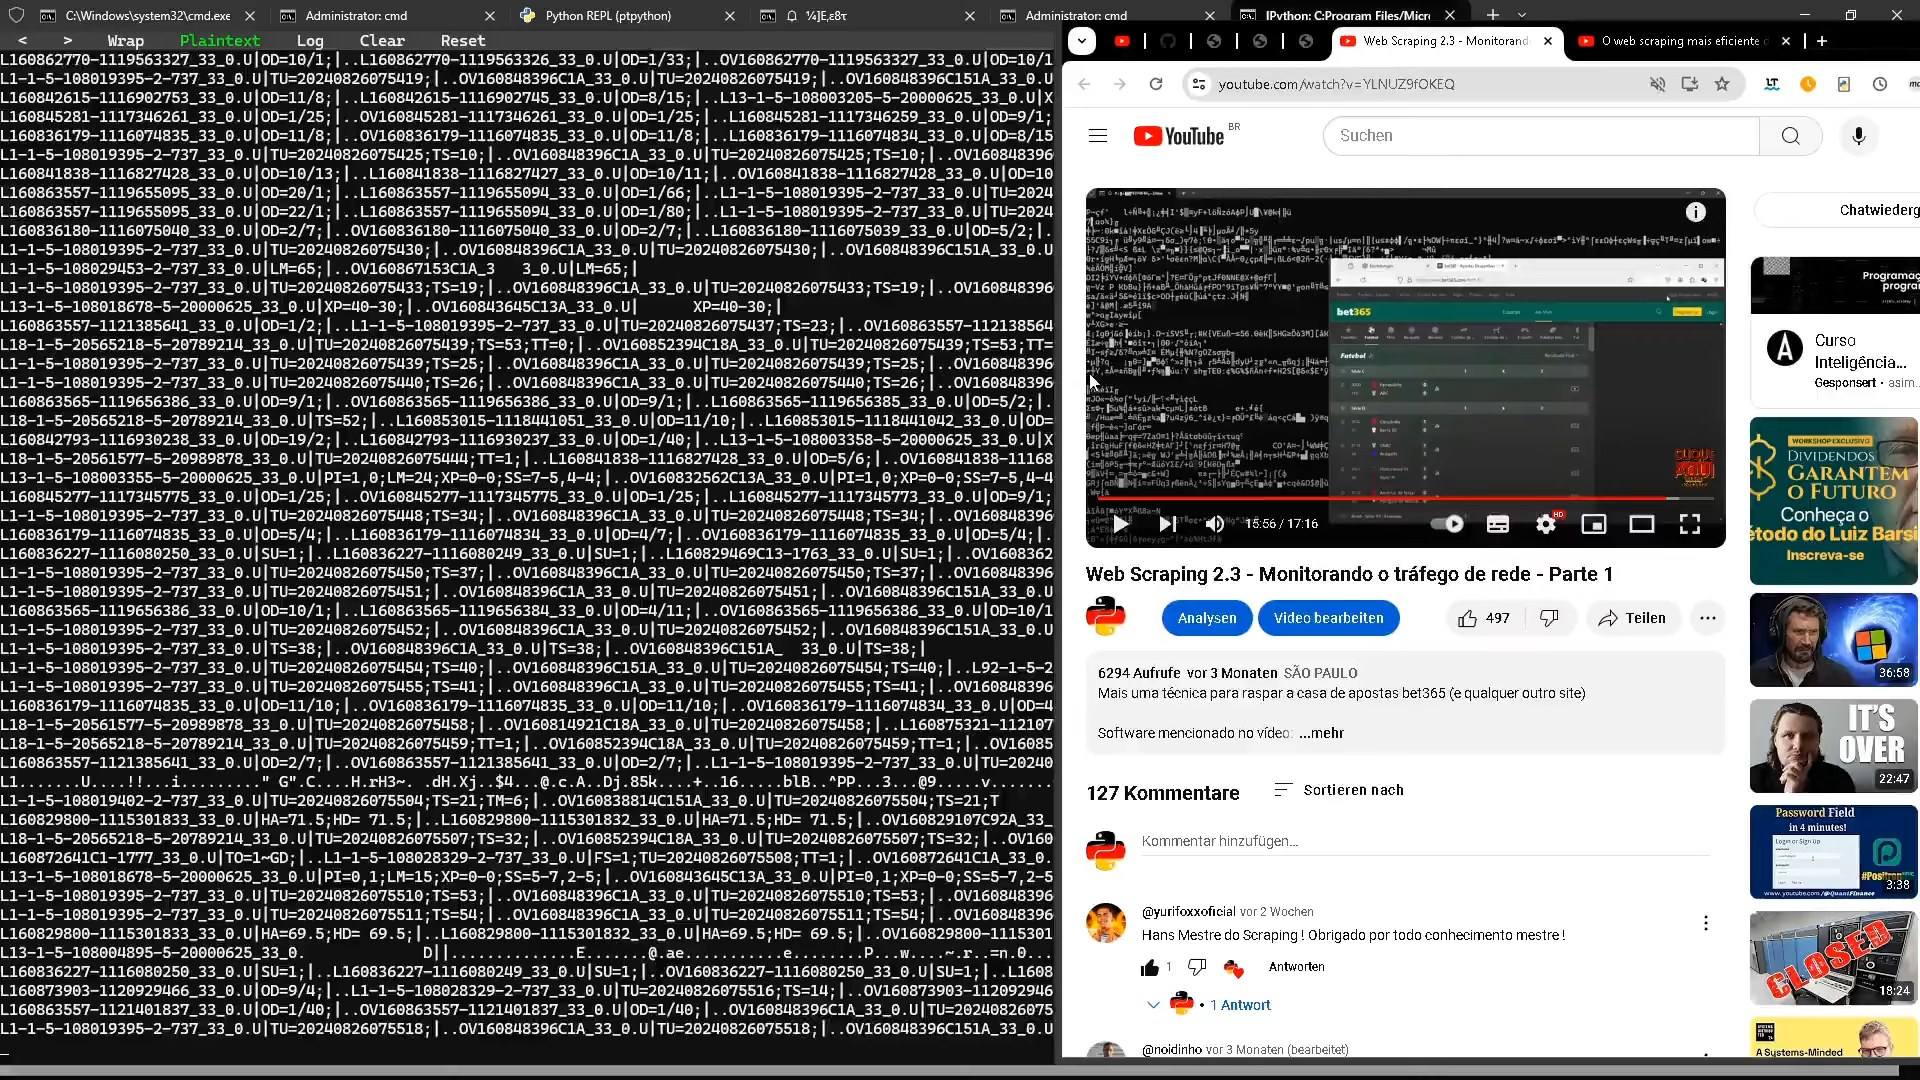 C:\Windows\system32\cmd.exe
Administrator: cmd
Python REPL (ptpython)
¼]E,ε8τ
Administrator: cmd
IPython: C:Program Files/Micr
< > Wrap Plaintext Log Clear Reset
L160862770-1119563327_33_0.U|OD=10/1;|..L160862770-1119563326_33_0.U|OD=1/33;|..OV160862770-1119563327_33_0.U|OD=10/1
L1-1-5-108019395-2-737_33_0.U|TU=20240826075419;|..OV160848396C1A_33_0.U|TU=20240826075419;|..OV160848396C151A_33_0.U
L160842615-1116902753_33_0.U|OD=11/8;|..L160842615-1116902745_33_0.U|OD=8/15;|..L13-1-5-108003205-5-20000625_33_0.U|X
L160845281-1117346261_33_0.U|OD=1/25;|..OV160845281-1117346261_33_0.U|OD=1/25;|..L160845281-1117346259_33_0.U|OD=9/1;
L160836179-1116074835_33_0.U|OD=11/8;|..OV160836179-1116074835_33_0.U|OD=11/8;|..L160836179-1116074834_33_0.U|OD=8/15
L1-1-5-108019395-2-737_33_0.U|TU=20240826075425;TS=10;|..OV160848396C1A_33_0.U|TU=20240826075425;TS=10;|..OV160848396
L160841838-1116827428_33_0.U|OD=10/13;|..L160841838-1116827427_33_0.U|OD=10/11;|..OV160841838-1116827428_33_0.U|OD=10
L160863557-1119655095_33_0.U|OD=20/1;|..L160863557-1119655094_33_0.U|OD=1/66;|..L1-1-5-108019395-2-737_33_0.U|TU=2024
L160863557-1119655095_33_0.U|OD=22/1;|..L160863557-1119655094_33_0.U|OD=1/80;|..L1-1-5-108019395-2-737_33_0.U|TU=2024
L160836180-1116075040_33_0.U|OD=2/7;|..OV160836180-1116075040_33_0.U|OD=2/7;|..L160836180-1116075039_33_0.U|OD=5/2;|.
L1-1-5-108019395-2-737_33_0.U|TU=20240826075430;|..OV160848396C1A_33_0.U|TU=20240826075430;|..OV160848396C151A_33_0.U
L1-1-5-108029453-2-737_33_0.U|LM=65;|..OV160867153C1A_3 3_0.U|LM=65;|
L1-1-5-108019395-2-737_33_0.U|TU=20240826075433;TS=19;|..OV160848396C1A_33_0.U|TU=20240826075433;TS=19;|..OV160848396
L13-1-5-108018678-5-20000625_33_0.U|XP=40-30;|..OV160843645C13A_33_0.U| XP=40-30;|
L160863557-1121385641_33_0.U|OD=1/2;|..L1-1-5-108019395-2-737_33_0.U|TU=20240826075437;TS=23;|..OV160863557-112138564
L18-1-5-20565218-5-20789214_33_0.U|TU=20240826075439;TS=53;TT=0;|..OV160852394C18A_33_0.U|TU=20240826075439;TS=53;TT=
L1-1-5-108019395-2-737_33_0.U|TU=20240826075439;TS=25;|..OV160848396C1A_33_0.U|TU=20240826075439;TS=25;|..OV160848396
L1-1-5-108019395-2-737_33_0.U|TU=20240826075440;TS=26;|..OV160848396C1A_33_0.U|TU=20240826075440;TS=26;|..OV160848396
L160863565-1119656386_33_0.U|OD=9/1;|..OV160863565-1119656386_33_0.U|OD=9/1;|..L160863565-1119656385_33_0.U|OD=5/2;|.
L18-1-5-20565218-5-20789214_33_0.U|TS=52;|..L160853015-1118441051_33_0.U|OD=11/10;|..L160853015-1118441042_33_0.U|OD=
L160842793-1116930238_33_0.U|OD=19/2;|..L160842793-1116930237_33_0.U|OD=1/40;|..L13-1-5-108003358-5-20000625_33_0.U|X
L18-1-5-20561577-5-20989878_33_0.U|TU=20240826075444;TT=1;|..L160841838-1116827428_33_0.U|OD=5/6;|..L160841838-11168
L13-1-5-108003355-5-20000625_33_0.U|PI=1,0;LM=24;XP=0-0;SS=7-5,4-4;|..OV160832562C13A_33_0.U|PI=1,0;XP=0-0;SS=7-5,4-4
L160845277-1117345775_33_0.U|OD=1/25;|..OV160845277-1117345775_33_0.U|OD=1/25;|..L160845277-1117345773_33_0.U|OD=9/1;
L1-1-5-108019395-2-737_33_0.U|TU=20240826075448;TS=34;|..OV160848396C1A_33_0.U|TU=20240826075448;TS=34;|..OV160848396
L160836179-1116074835_33_0.U|OD=5/4;|..L160836179-1116074834_33_0.U|OD=4/7;|..OV160836179-1116074835_33_0.U|OD=5/4;|.
L160836227-1116080250_33_0.U|SU=1;|..L160836227-1116080249_33_0.U|SU=1;|..L160829469C13-1763_33_0.U|SU=1;|..OV1608362
L1-1-5-108019395-2-737_33_0.U|TU=20240826075450;TS=37;|..OV160848396C1A_33_0.U|TU=20240826075450;TS=37;|..OV160848396
L1-1-5-108019395-2-737_33_0.U|TU=20240826075451;|..OV160848396C1A_33_0.U|TU=20240826075451;|..OV160848396C151A_33_0.U
L160863565-1119656386_33_0.U|OD=10/1;|..L160863565-1119656384_33_0.U|OD=4/11;|..OV160863565-1119656386_33_0.U|OD=10/1
L1-1-5-108019395-2-737_33_0.U|TU=20240826075452;|..OV160848396C1A_33_0.U|TU=20240826075452;|..OV160848396C151A_33_0.U
L1-1-5-108019395-2-737_33_0.U|TS=38;|..OV160848396C1A_33_0.U|TS=38;|..OV160848396C151A_ 33_0.U|TS=38;|
L1-1-5-108019395-2-737_33_0.U|TU=20240826075454;TS=40;|..OV160848396C151A_33_0.U|TU=20240826075454;TS=40;|..L92-1-5-2
L1-1-5-108019395-2-737_33_0.U|TU=20240826075455;TS=41;|..OV160848396C1A_33_0.U|TU=20240826075455;TS=41;|..OV160848396
L160836179-1116074835_33_0.U|OD=11/10;|..OV160836179-1116074835_33_0.U|OD=11/10;|..L160836179-1116074834_33_0.U|OD=4
L18-1-5-20561577-5-20989878_33_0.U|TU=20240826075458;|..OV160814921C18A_33_0.U|TU=20240826075458;|..L160875321-112107
L18-1-5-20565218-5-20789214_33_0.U|TU=20240826075459;TT=1;|..OV160852394C18A_33_0.U|TU=20240826075459;TT=1;|..OV16085
L160863557-1121385641_33_0.U|OD=2/7;|..OV160863557-1121385641_33_0.U|OD=2/7;|..L1-1-5-108019395-2-737_33_0.U|TU=20240
L1.......U....!!...i.........." G".C....H.rH3~. .dH.Xj..$4...@.c.A..Dj.85k....+..16.....blB..^PP...3...@9.....v........
L1-1-5-108019402-2-737_33_0.U|TU=20240826075504;TS=21;TM=6;|..OV160838814C151A_33_0.U|TU=20240826075504;TS=21;T
L160829800-1115301833_33_0.U|HA=71.5;HD= 71.5;|..L160829800-1115301832_33_0.U|HA=71.5;HD= 71.5;|..OV160829107C92A_33_
L18-1-5-20565218-5-20789214_33_0.U|TU=20240826075507;TS=32;|..OV160852394C18A_33_0.U|TU=20240826075507;TS=32;|..OV160
L160872641C1-1777_33_0.U|TO=1~GD;|..L1-1-5-108028329-2-737_33_0.U|FS=1;TU=20240826075508;TT=1;|..OV160872641C1A_33_0.
L13-1-5-108018678-5-20000625_33_0.U|PI=0,1;LM=15;XP=0-0;SS=5-7,2-5;|..OV160843645C13A_33_0.U|PI=0,1;XP=0-0;SS=5-7,2-5
L1-1-5-108019395-2-737_33_0.U|TU=20240826075510;TS=53;|..OV160848396C1A_33_0.U|TU=20240826075510;TS=53;|..OV160848396
L1-1-5-108019395-2-737_33_0.U|TU=20240826075511;TS=54;|..OV160848396C1A_33_0.U|TU=20240826075511;TS=54;|..OV160848396
L160829800-1115301833_33_0.U|HA=69.5;HD= 69.5;|..L160829800-1115301832_33_0.U|HA=69.5;HD= 69.5;|..OV160829800-1115301
L13-1-5-108004895-5-20000625_33_0. D||.............E.......@.ae...........e........P...w....~.r..=n.0...
L160836227-1116080250_33_0.U|SU=1;|..L160836227-1116080249_33_0.U|SU=1;|..OV160836227-1116080250_33_0.U|SU=1;|..L1608
L160873903-1120929466_33_0.U|OD=9/4;|..L1-1-5-108028329-2-737_33_0.U|TU=20240826075516;TS=14;|..OV160873903-112092946
L160863557-1121401837_33_0.U|OD=1/40;|..OV160863557-1121401837_33_0.U|OD=1/40;|..OV160848396C1A_33_0.U|TU=20240826075
L1-1-5-108019395-2-737_33_0.U|TU=20240826075518;|..OV160848396C1A_33_0.U|TU=20240826075518;|..OV160848396C151A_33_0.U
Web Scraping 2.3 - Monitorand
O web scraping mais eficiente d
youtube.com/watch?v=YLNUZ9fOKEQ
YouTube BR
Suchen
bet365
Futebol
CLIQUE
AQUI
15:56 / 17:16
HD
Web Scraping 2.3 - Monitorando o tráfego de rede - Parte 1
Analysen
Video bearbeiten
497
Teilen
6294 Aufrufe vor 3 Monaten SÃO PAULO
Mais uma técnica para raspar a casa de apostas bet365 (e qualquer outro site)
Software mencionado no vídeo: ...mehr
127 Kommentare
Sortieren nach
Kommentar hinzufügen...
@yurifoxxoficial vor 2 Wochen
Hans Mestre do Scraping ! Obrigado por todo conhecimento mestre !
1
Antworten
1 Antwort
@noidinho vor 3 Monaten (bearbeitet)
Chatwiederg
Programaç
progra
Curso
Inteligência...
Gesponsert • asim
WORKSHOP EXCLUSIVO
DIVIDENDOS
GARANTEM
O FUTURO
Conheça o
étodo do Luiz Barsi
Inscreva-se
36:58
IT'S
OVER
22:47
Password Field
in 4 minutes!
Login or Sign Up
#Positron
www.youtube.com/@QuantFinance
3:38
CLOSED
18:24
A Systems-Minded